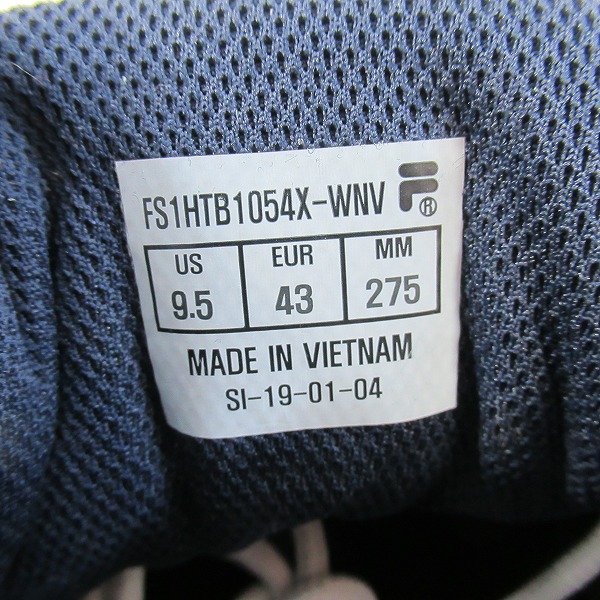 FS1HTB1054X-WNV F®
US EUR MM
9.5 43 275
MADE IN VIETNAM
SI-19-01-04